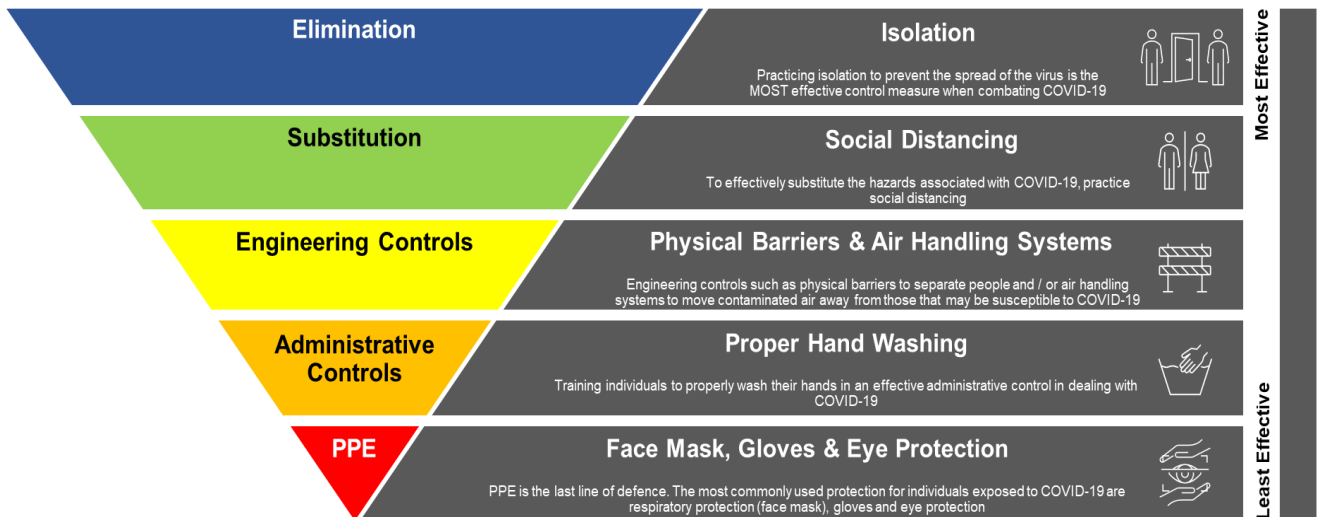 Elimination
Isolation
Practicing isolation to prevent the spread of the virus is the
MOST effective control measure when combating COVID-19
Substitution
Social Distancing
To effectively substitute the hazards associated with COVID-19, practice
social distancing
Engineering Controls
Physical Barriers & Air Handling Systems
Engineering controls such as physical barriers to separate people and / or air handling
systems to move contaminated air away from those that may be susceptible to COVID-19
Administrative
Controls
Proper Hand Washing
Training individuals to properly wash their hands in an effective administrative control in dealing with
COVID-19
PPE
Face Mask, Gloves & Eye Protection
PPE is the last line of defence. The most commonly used protection for individuals exposed to COVID-19 are
respiratory protection (face mask), gloves and eye protection
Most Effective
Least Effective